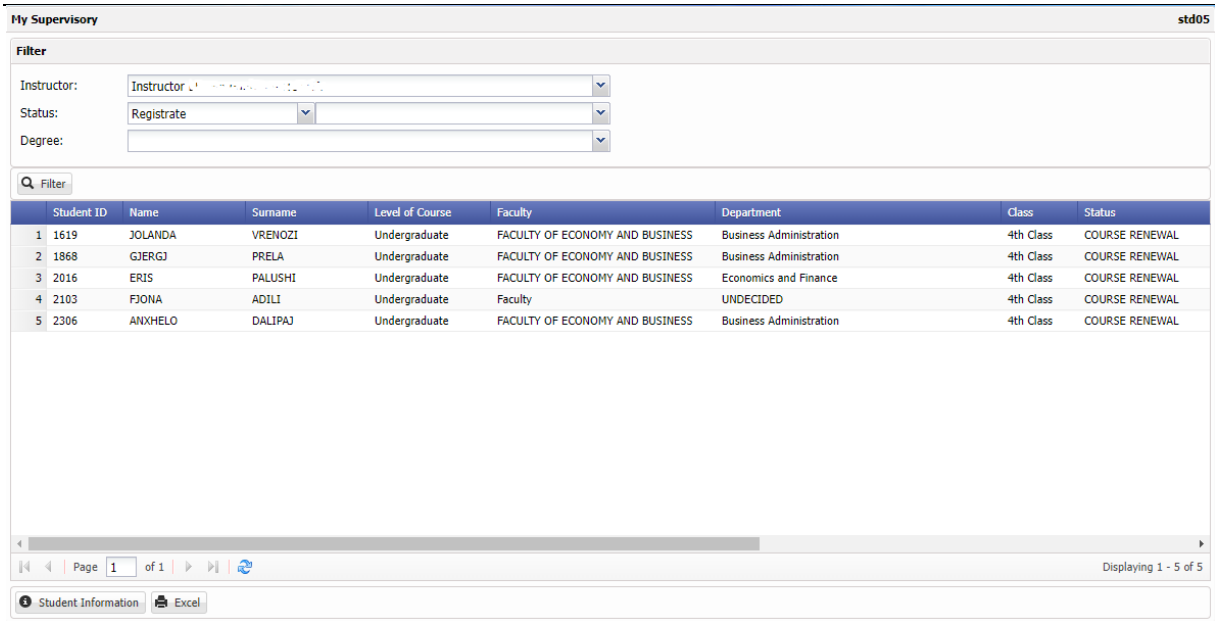 My Supervisory std05
Filter
Instructor: Instructor
Status: Registrate
Degree:
Filter
Student ID Name Surname Level of Course Faculty Department Class Status
1 1619 JOLANDA VRENOZI Undergraduate FACULTY OF ECONOMY AND BUSINESS Business Administration 4th Class COURSE RENEWAL
2 1868 GJERGJ PRELA Undergraduate FACULTY OF ECONOMY AND BUSINESS Business Administration 4th Class COURSE RENEWAL
3 2016 ERIS PALUSHI Undergraduate FACULTY OF ECONOMY AND BUSINESS Economics and Finance 4th Class COURSE RENEWAL
4 2103 FJONA ADILI Undergraduate Faculty UNDECIDED 4th Class COURSE RENEWAL
5 2306 ANXHELO DALIPAJ Undergraduate FACULTY OF ECONOMY AND BUSINESS Business Administration 4th Class COURSE RENEWAL
Page 1 of 1 Displaying 1 - 5 of 5
Student Information Excel